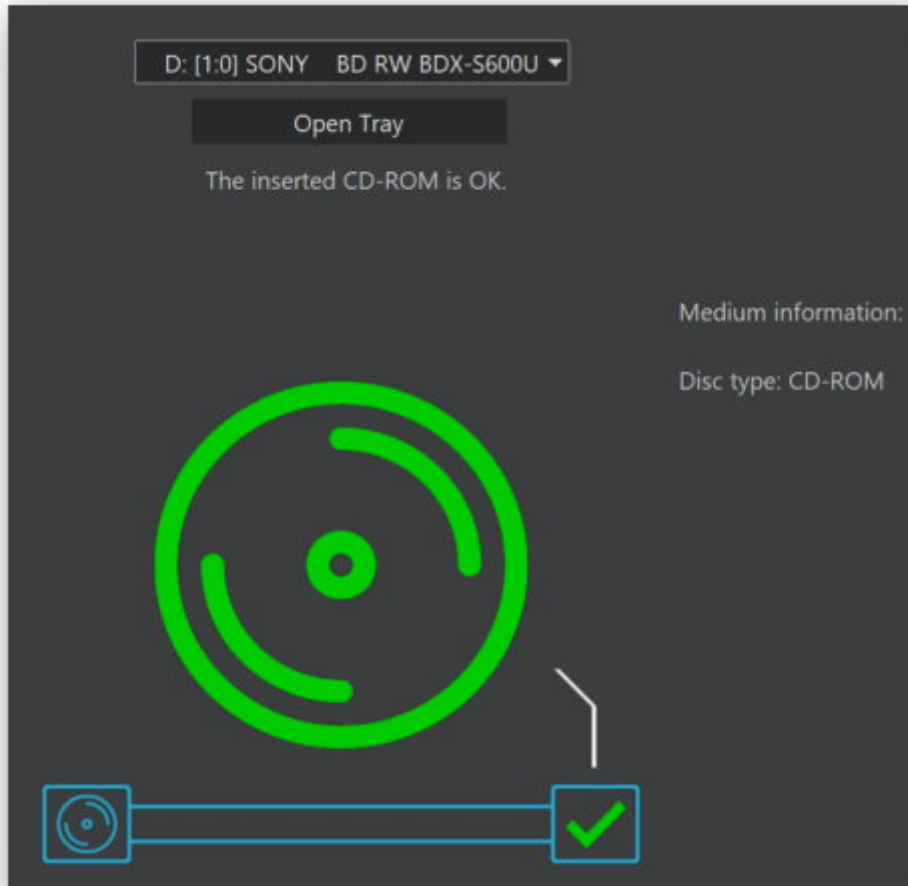 D: [1:0] SONY BD RW BDX-S600U
Open Tray
The inserted CD-ROM is OK.
Medium information:
Disc type: CD-ROM